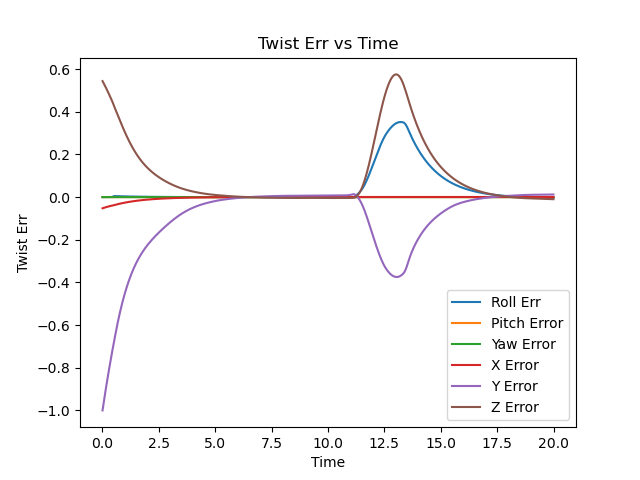 Twist Err vs Time
0.6
0.4
0.2
0.0
−0.2
−0.4
−0.6
−0.8
−1.0
Twist Err
Roll Err
Pitch Error
Yaw Error
X Error
Y Error
Z Error
0.0 2.5 5.0 7.5 10.0 12.5 15.0 17.5 20.0
Time